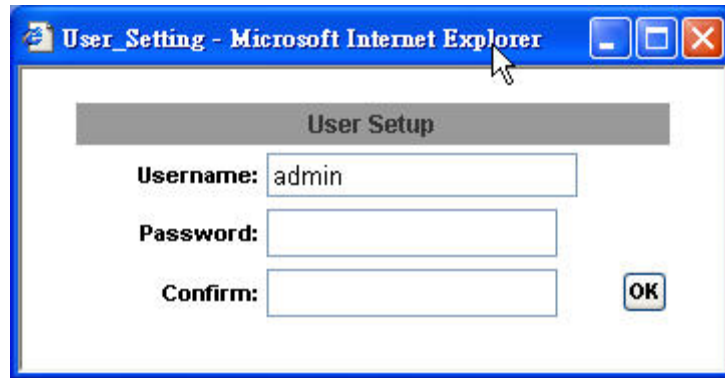 User_Setting - Microsoft Internet Explorer
User Setup
Username: admin
Password:
Confirm:
OK